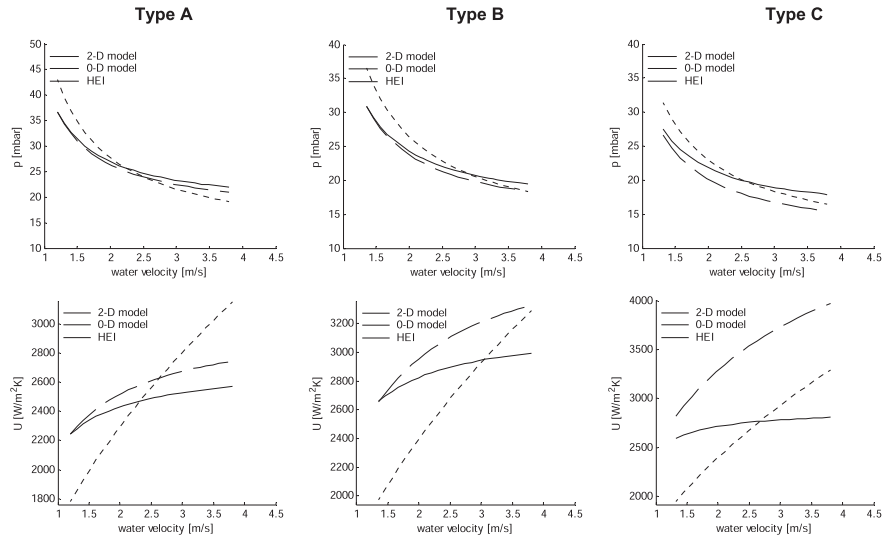 Type A
Type B
Type C
50
45
40
35
30
25
20
15
10
p [mbar]
2-D model
0-D model
HEI
1
1.5
2
2.5
3
3.5
4
4.5
water velocity [m/s]
40
35
30
25
20
15
10
p [mbar]
2-D model
0-D model
HEI
1
1.5
2
2.5
3
3.5
4
4.5
water velocity [m/s]
40
35
30
25
20
15
10
p [mbar]
2-D model
0-D model
HEI
1
1.5
2
2.5
3
3.5
4
4.5
water velocity [m/s]
3000
2800
2600
2400
2200
2000
1800
U [W/m²K]
2-D model
0-D model
HEI
1
1.5
2
2.5
3
3.5
4
4.5
water velocity [m/s]
3200
3000
2800
2600
2400
2200
2000
U [W/m²K]
2-D model
0-D model
HEI
1
1.5
2
2.5
3
3.5
4
4.5
water velocity [m/s]
4000
3500
3000
2500
2000
U [W/m²K]
2-D model
0-D model
HEI
1
1.5
2
2.5
3
3.5
4
4.5
water velocity [m/s]